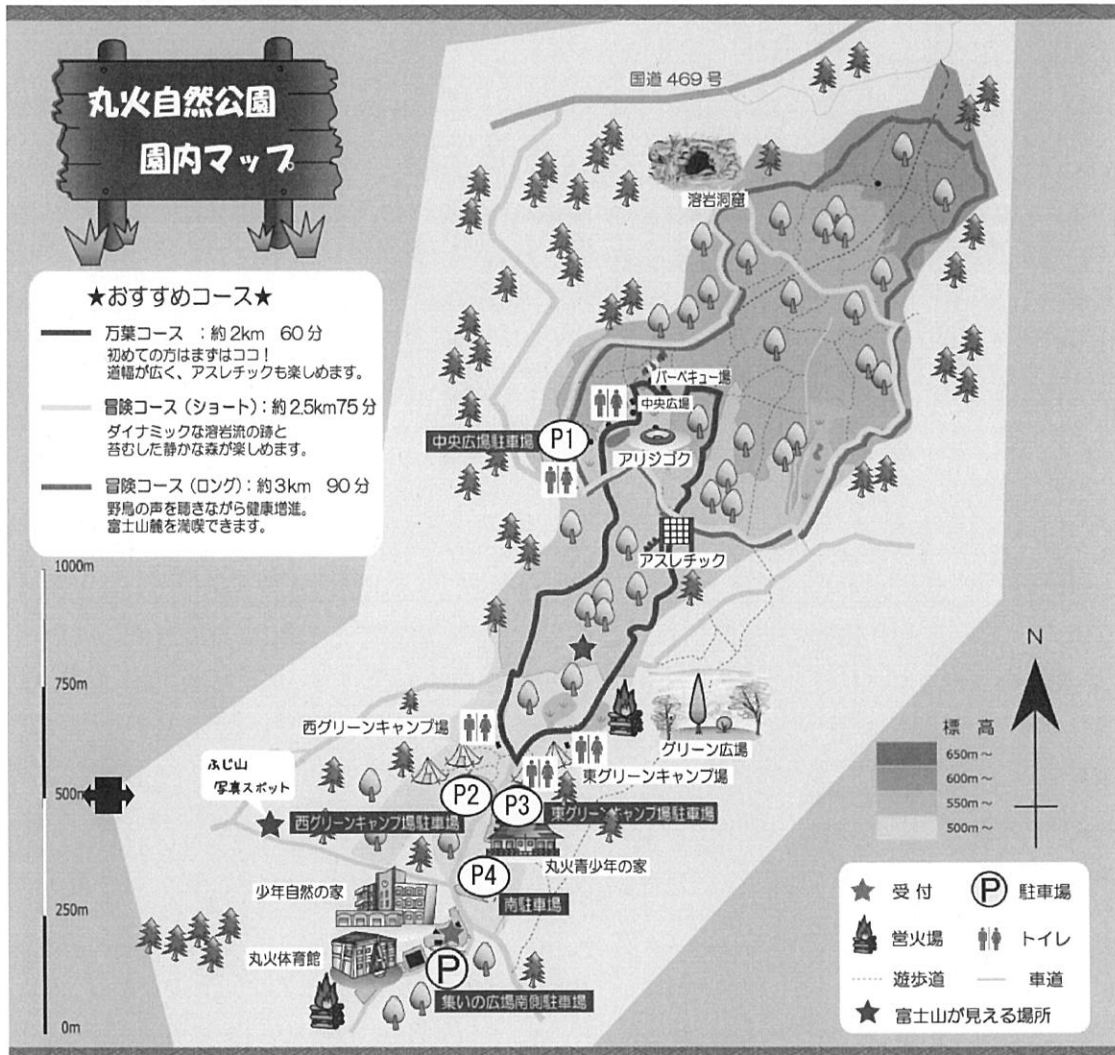 丸火自然公園
園内マップ
国道 469 号
溶岩洞窟
★おすすめコース★
万葉コース ：約2km 60分
初めての方はまずはココ！
道幅が広く、アスレチックも楽しめます。
冒険コース（ショート）：約2.5km75分
ダイナミックな溶岩流の跡と
苔むした静かな森が楽しめます。
冒険コース（ロング）：約3km 90分
野鳥の声を聴きながら健康増進。
富士山麓を満喫できます。
バーベキュー場
中央広場
中央広場駐車場
P1
アリジゴク
アスレチック
1000m
750m
500m
250m
0m
N
西グリーンキャンプ場
グリーン広場
東グリーンキャンプ場
ふじ山
写真スポット
P2
P3
西グリーンキャンプ場駐車場
東グリーンキャンプ場駐車場
丸火青少年の家
P4
南駐車場
少年自然の家
丸火体育館
P
集いの広場南側駐車場
標高
650m～
600m～
550m～
500m～
受付
P
駐車場
営火場
トイレ
遊歩道
車道
富士山が見える場所